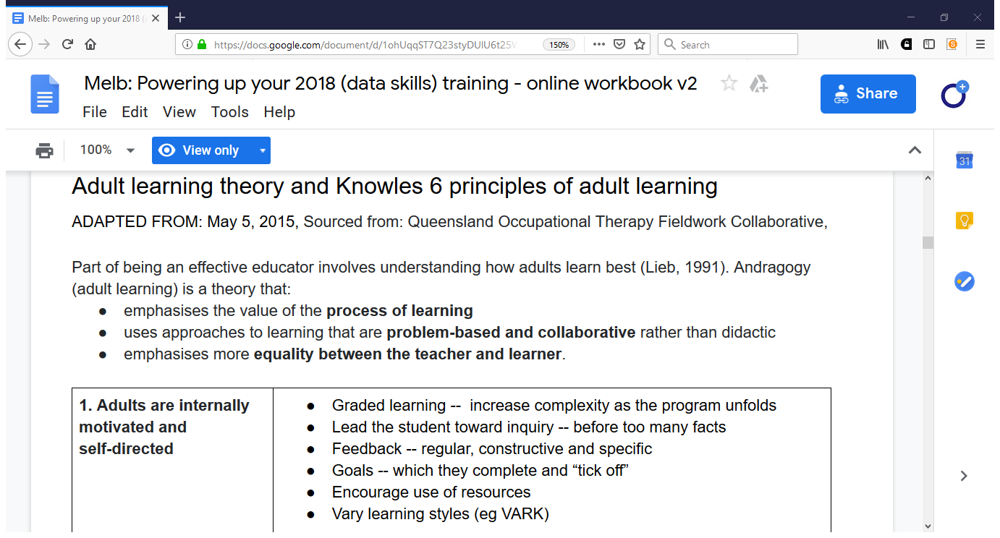 Melb: Powering up your 2018 (
https://docs.google.com/document/d/1ohUqqST7Q23styDUIU6t25V
150%
Search
Melb: Powering up your 2018 (data skills) training - online workbook v2
File Edit View Tools Help
Share
100%
View only
31
Adult learning theory and Knowles 6 principles of adult learning
ADAPTED FROM: May 5, 2015, Sourced from: Queensland Occupational Therapy Fieldwork Collaborative,
Part of being an effective educator involves understanding how adults learn best (Lieb, 1991). Andragogy
(adult learning) is a theory that:
● emphasises the value of the process of learning
● uses approaches to learning that are problem-based and collaborative rather than didactic
● emphasises more equality between the teacher and learner.
1. Adults are internally
motivated and
self-directed
● Graded learning -- increase complexity as the program unfolds
● Lead the student toward inquiry -- before too many facts
● Feedback -- regular, constructive and specific
● Goals -- which they complete and “tick off”
● Encourage use of resources
● Vary learning styles (eg VARK)